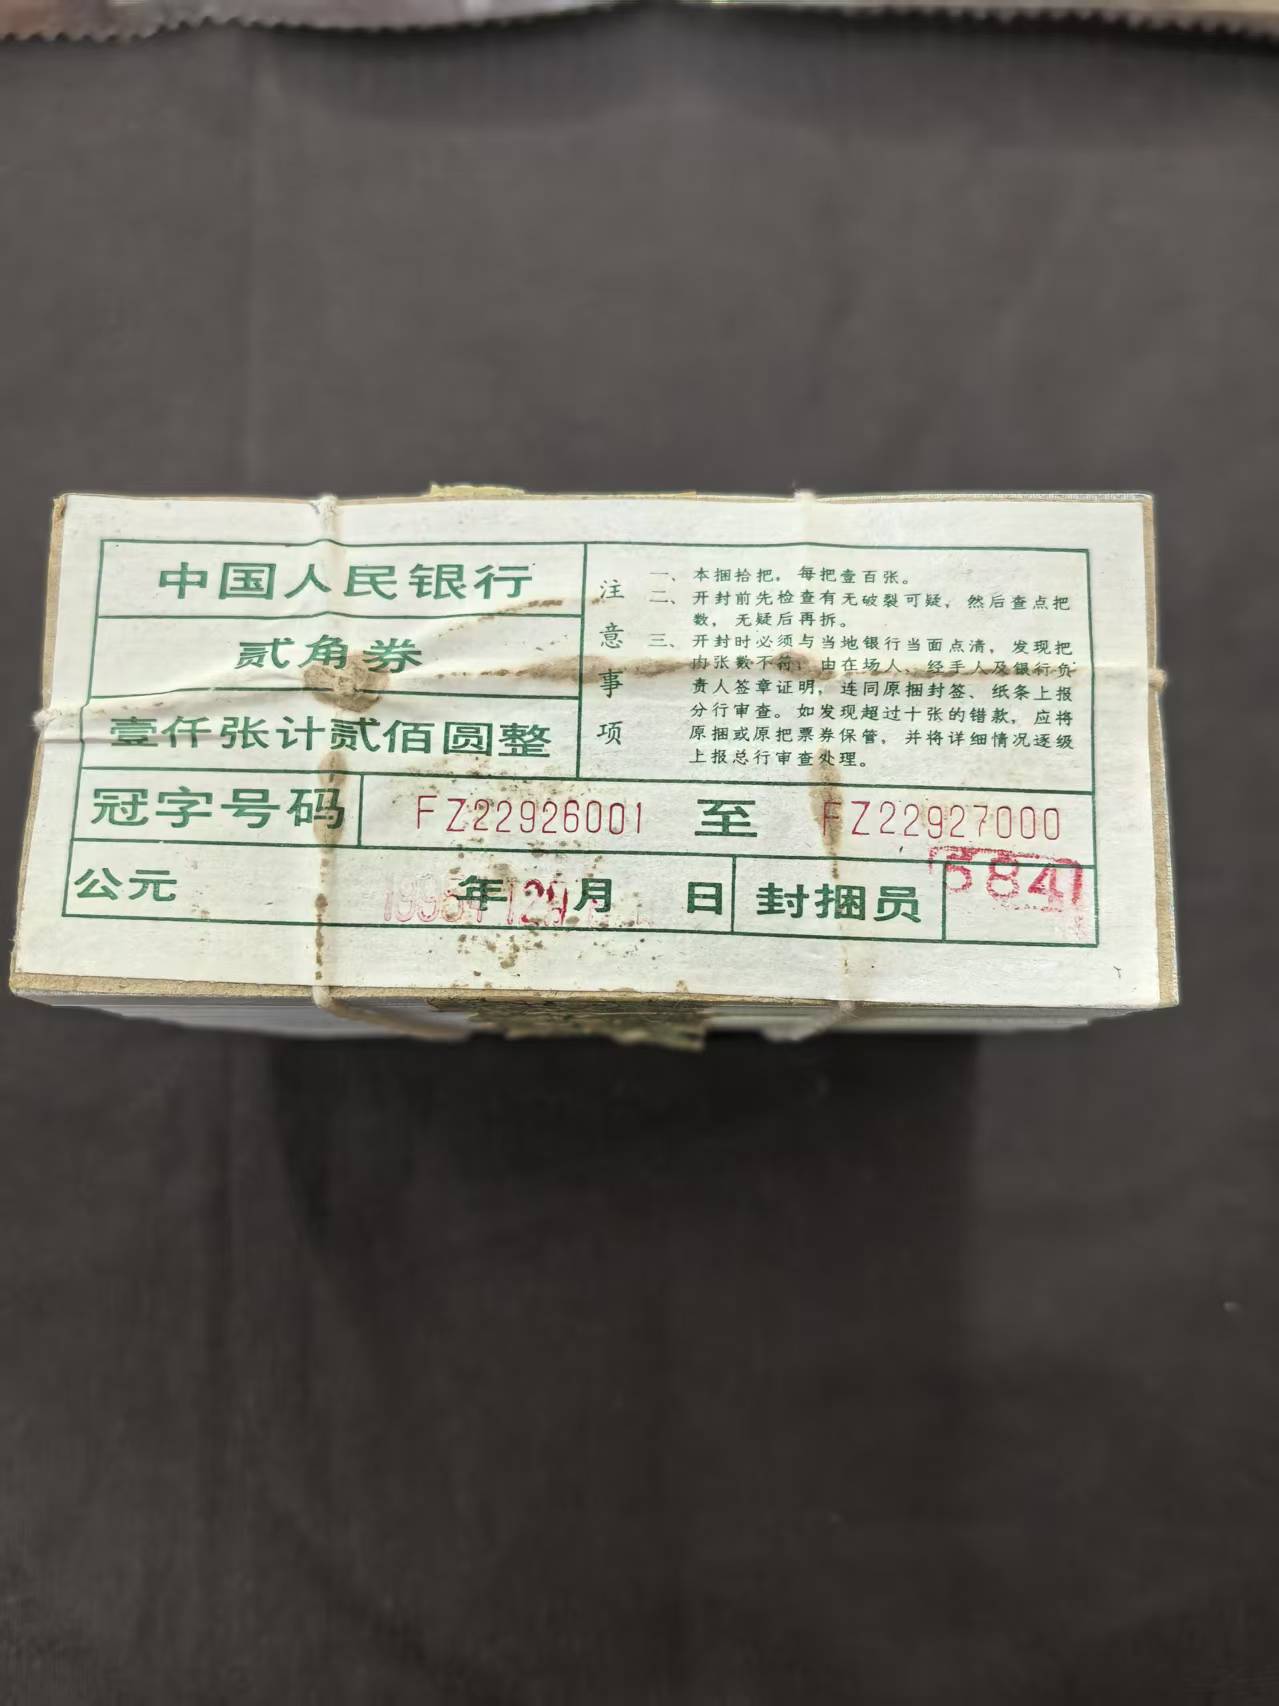 中国人民银行
贰角券
壹仟张计贰佰圆整
注意事项
一、本捆拾把，每把壹百张。
二、开封前先检查有无破裂可疑，然后查点把
数，无疑后再拆。
三、开封时必须与当地银行当面点清，发现把
内张数不符，由在场人、经手人及银行负
责人签章证明，连同原捆封签、纸条上报
分行审查。如发现超过十张的错款，应将
原捆或原把票券保管，并将详细情况逐级
上报总行审查处理。
冠字号码 FZ22926001 至 FZ22927000
公元 年 月 日 封捆员 584